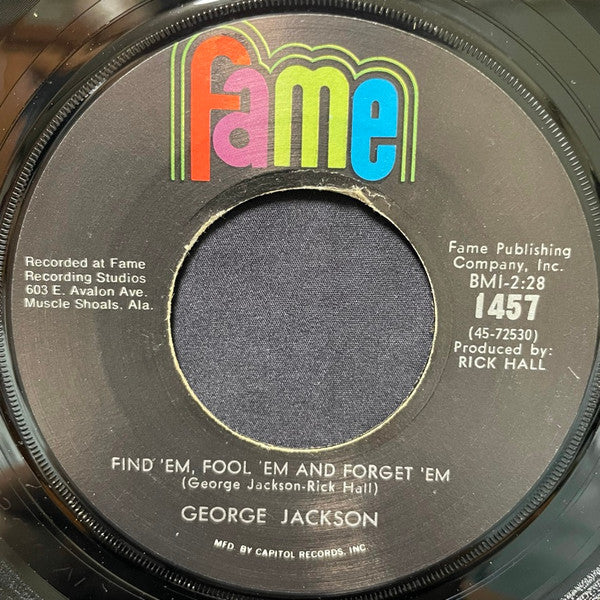 fame
Recorded at Fame
Recording Studios
603 E. Avalon Ave.
Muscle Shoals, Ala.
Fame Publishing
Company, Inc.
BMI-2:28
1457
(45-72530)
Produced by:
RICK HALL
FIND 'EM, FOOL 'EM AND FORGET 'EM
(George Jackson-Rick Hall)
GEORGE JACKSON
MFD. BY CAPITOL RECORDS, INC.